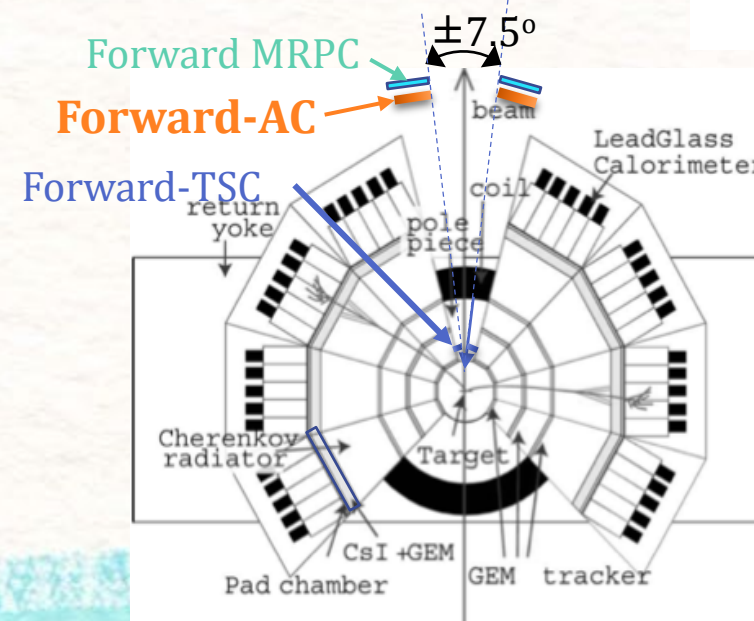 ±7.5º
Forward MRPC
Forward-AC
beam
LeadGlass
Calorimeter
Forward-TSC
coil
return
yoke
pole
piece
Cherenkov
radiator
Target
CsI +GEM
Pad chamber
GEM tracker